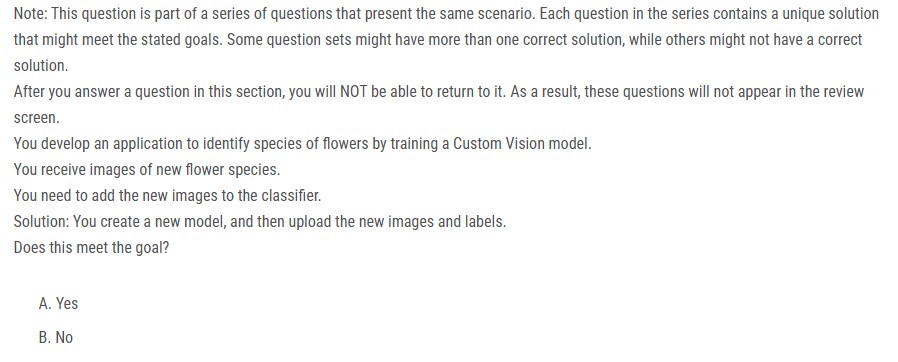 Note: This question is part of a series of questions that present the same scenario. Each question in the series contains a unique solution
that might meet the stated goals. Some question sets might have more than one correct solution, while others might not have a correct
solution.
After you answer a question in this section, you will NOT be able to return to it. As a result, these questions will not appear in the review
screen.
You develop an application to identify species of flowers by training a Custom Vision model.
You receive images of new flower species.
You need to add the new images to the classifier.
Solution: You create a new model, and then upload the new images and labels.
Does this meet the goal?
A. Yes
B. No